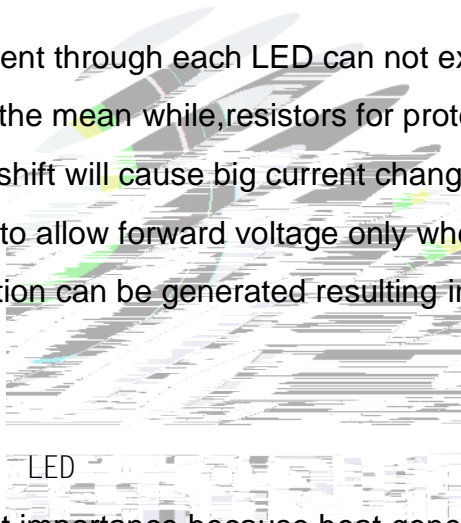 ent through each LED can not ex
the mean while,resistors for prote
shift will cause big current chang
to allow forward voltage only whe
tion can be generated resulting in
LED
t importance because heat gene